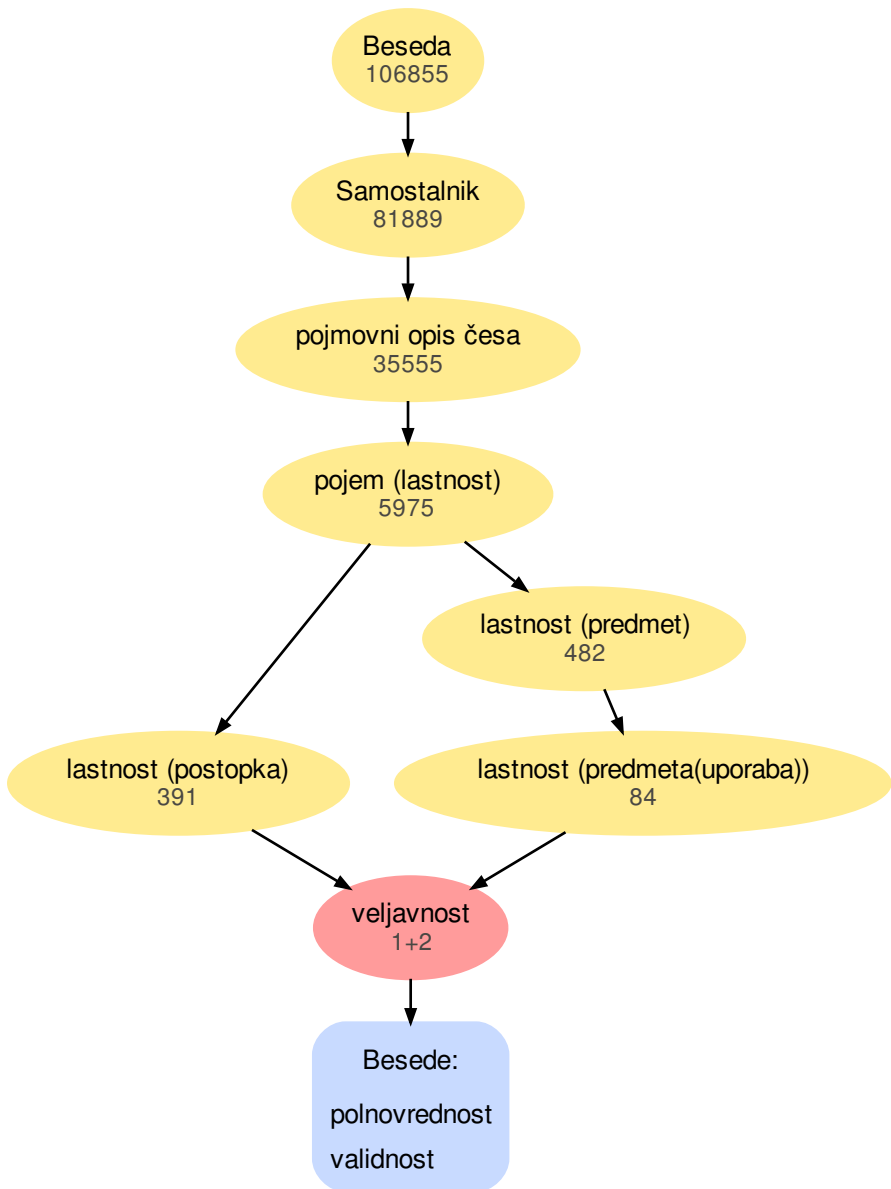 Beseda
106855
Samostalnik
81889
pojmovni opis česa
35555
pojem (lastnost)
5975
lastnost (predmet)
482
lastnost (postopka)
391
lastnost (predmeta(uporaba))
84
veljavnost
1+2
Besede:
polnovrednost
validnost